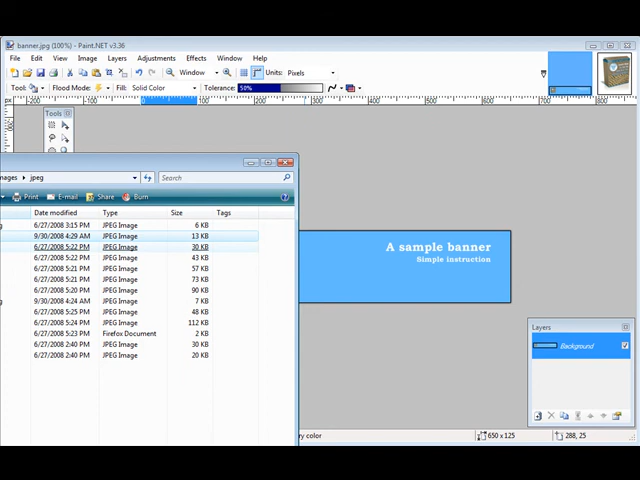 banner.jpg (100%) - Paint.NET v3.36
File Edit View Image Layers Adjustments Effects Window Help
Window Units: Pixels
Tool: Flood Mode: Fill: Solid Color Tolerance: 50%
px -200 -100 0 100 200 300 400 500 600 700 800
-200
Tools
mages jpeg Search
Print E-mail Share Burn
Date modified Type Size Tags
6/27/2008 3:15 PM JPEG Image 6 KB
9/30/2008 4:29 AM JPEG Image 13 KB
6/27/2008 5:22 PM JPEG Image 30 KB
6/27/2008 5:22 PM JPEG Image 43 KB
6/27/2008 5:21 PM JPEG Image 57 KB
6/27/2008 5:21 PM JPEG Image 73 KB
6/27/2008 5:20 PM JPEG Image 90 KB
9/30/2008 4:24 AM JPEG Image 7 KB
6/27/2008 5:25 PM JPEG Image 48 KB
6/27/2008 5:24 PM JPEG Image 112 KB
6/27/2008 5:23 PM Firefox Document 2 KB
6/27/2008 2:40 PM JPEG Image 30 KB
6/27/2008 2:40 PM JPEG Image 20 KB
A sample banner
Simple instruction
Layers
Background
ry color 650 x 125 288, 25